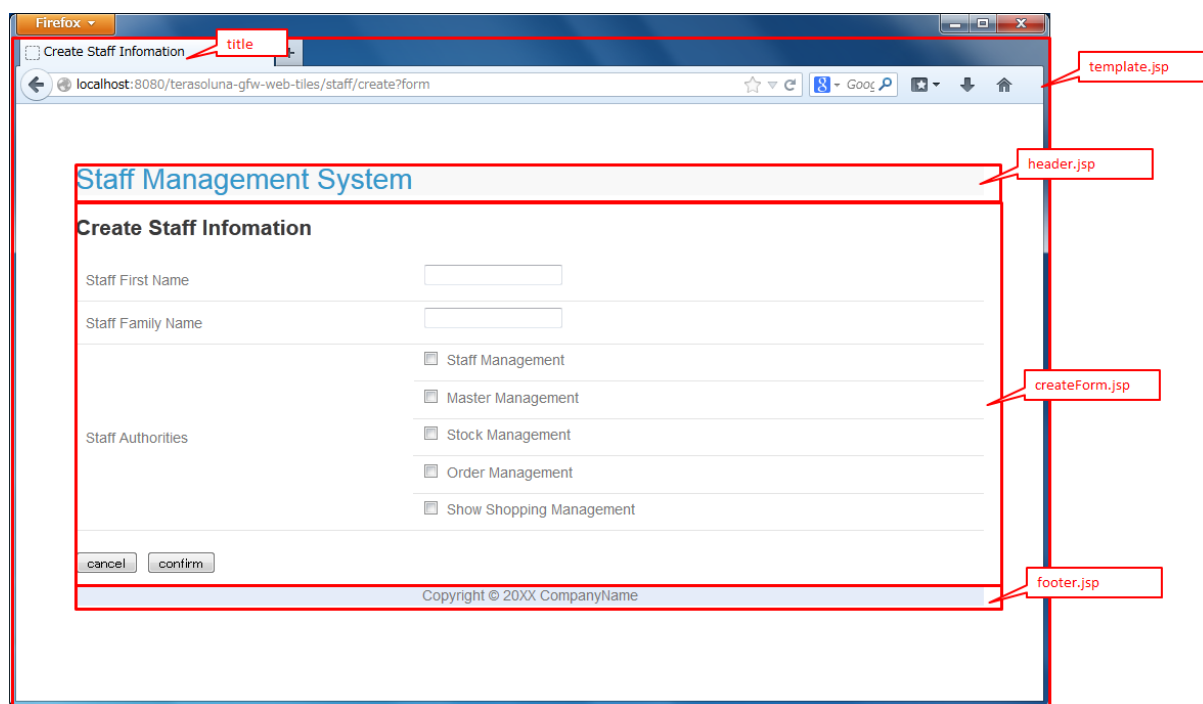 Firefox
Create Staff Infomation
title
template.jsp
localhost:8080/terasoluna-gfw-web-tiles/staff/create?form
8
Goog
header.jsp
Staff Management System
Create Staff Infomation
Staff First Name
Staff Family Name
Staff Management
Master Management
createForm.jsp
Staff Authorities
Stock Management
Order Management
Show Shopping Management
cancel confirm
footer.jsp
Copyright © 20XX CompanyName